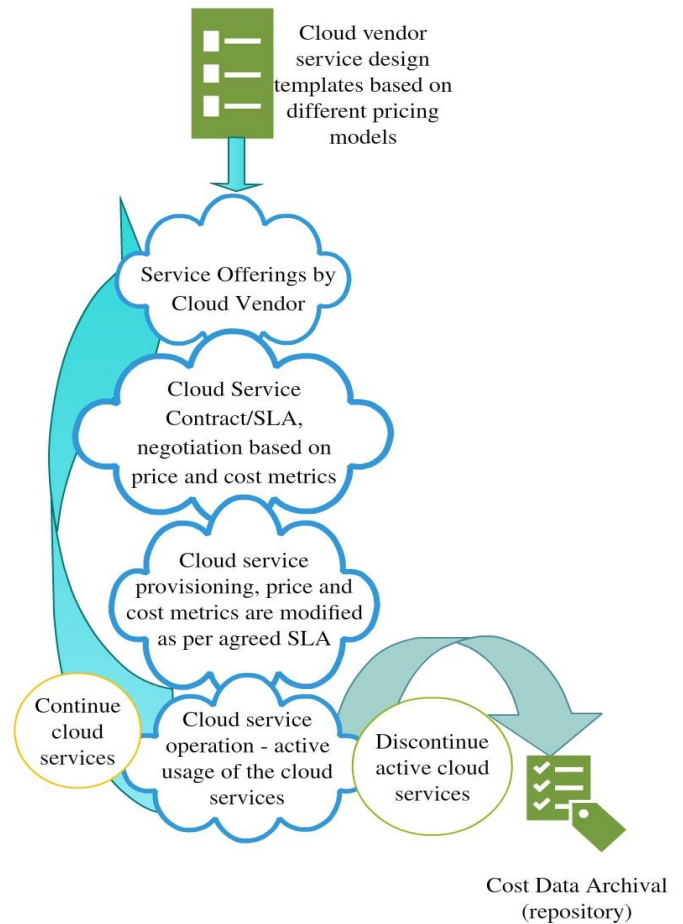 Cloud vendor
service design
templates based on
different pricing
models
Service Offerings by
Cloud Vendor
Cloud Service
Contract/SLA,
negotiation based on
price and cost metrics
Cloud service
provisioning, price and
cost metrics are modified
as per agreed SLA
Continue
cloud
services
Cloud service
operation - active
usage of the cloud
services
Discontinue
active cloud
services
Cost Data Archival
(repository)